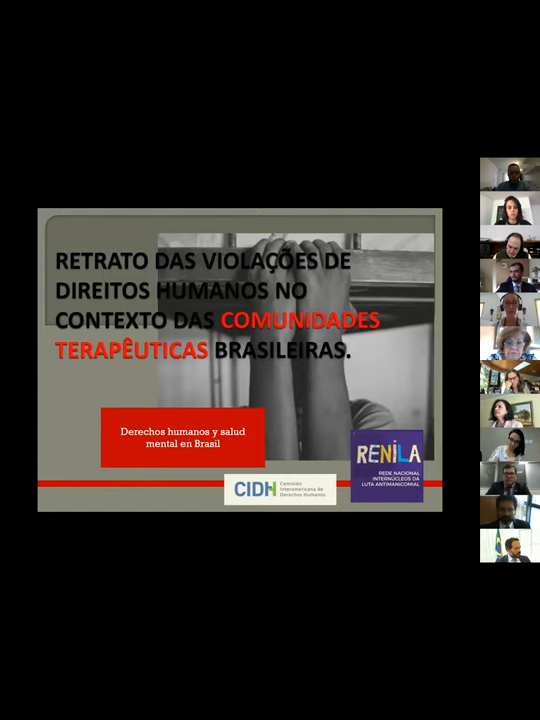 RETRATO DAS VIOLAÇÕES DE
DIREITOS HUMANOS NO
CONTEXTO DAS COMUNIDADES
TERAPÊUTICAS BRASILEIRAS.
Derechos humanos y salud
mental en Brasil
CIDH
Comisión
Interamericana de
Derechos Humanos
RENILA
REDE NACIONAL
INTERNÚCLEOS DA
LUTA ANTIMANICOMIAL